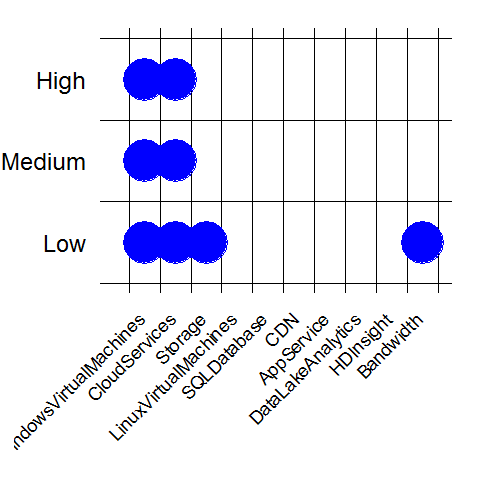 High
Medium
Low
ndowsVirtualMachines
CloudServices
Storage
LinuxVirtualMachines
SQLDatabase
CDN
AppService
DataLakeAnalytics
HDInsight
Bandwidth